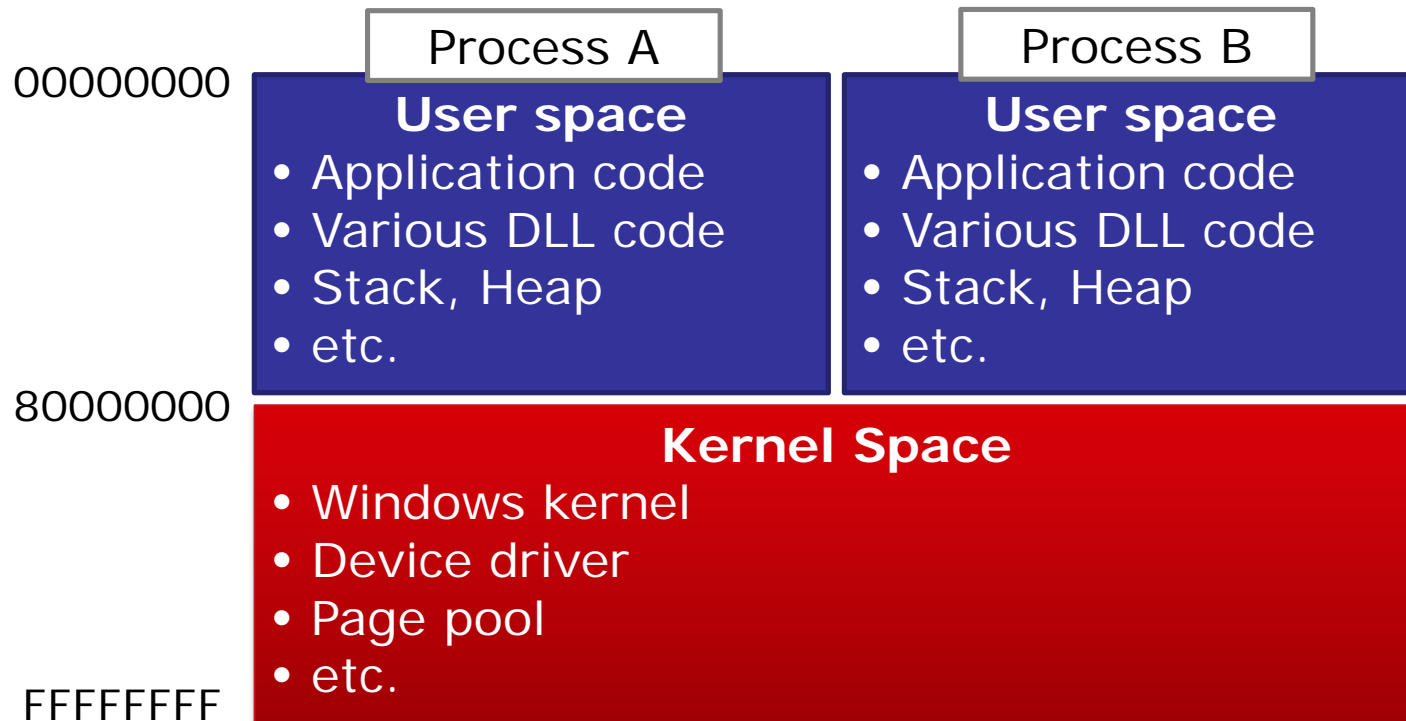 Process A
Process B
00000000
User space
• Application code
• Various DLL code
• Stack, Heap
• etc.
User space
• Application code
• Various DLL code
• Stack, Heap
• etc.
80000000
Kernel Space
• Windows kernel
• Device driver
• Page pool
• etc.
FFFFFFFF